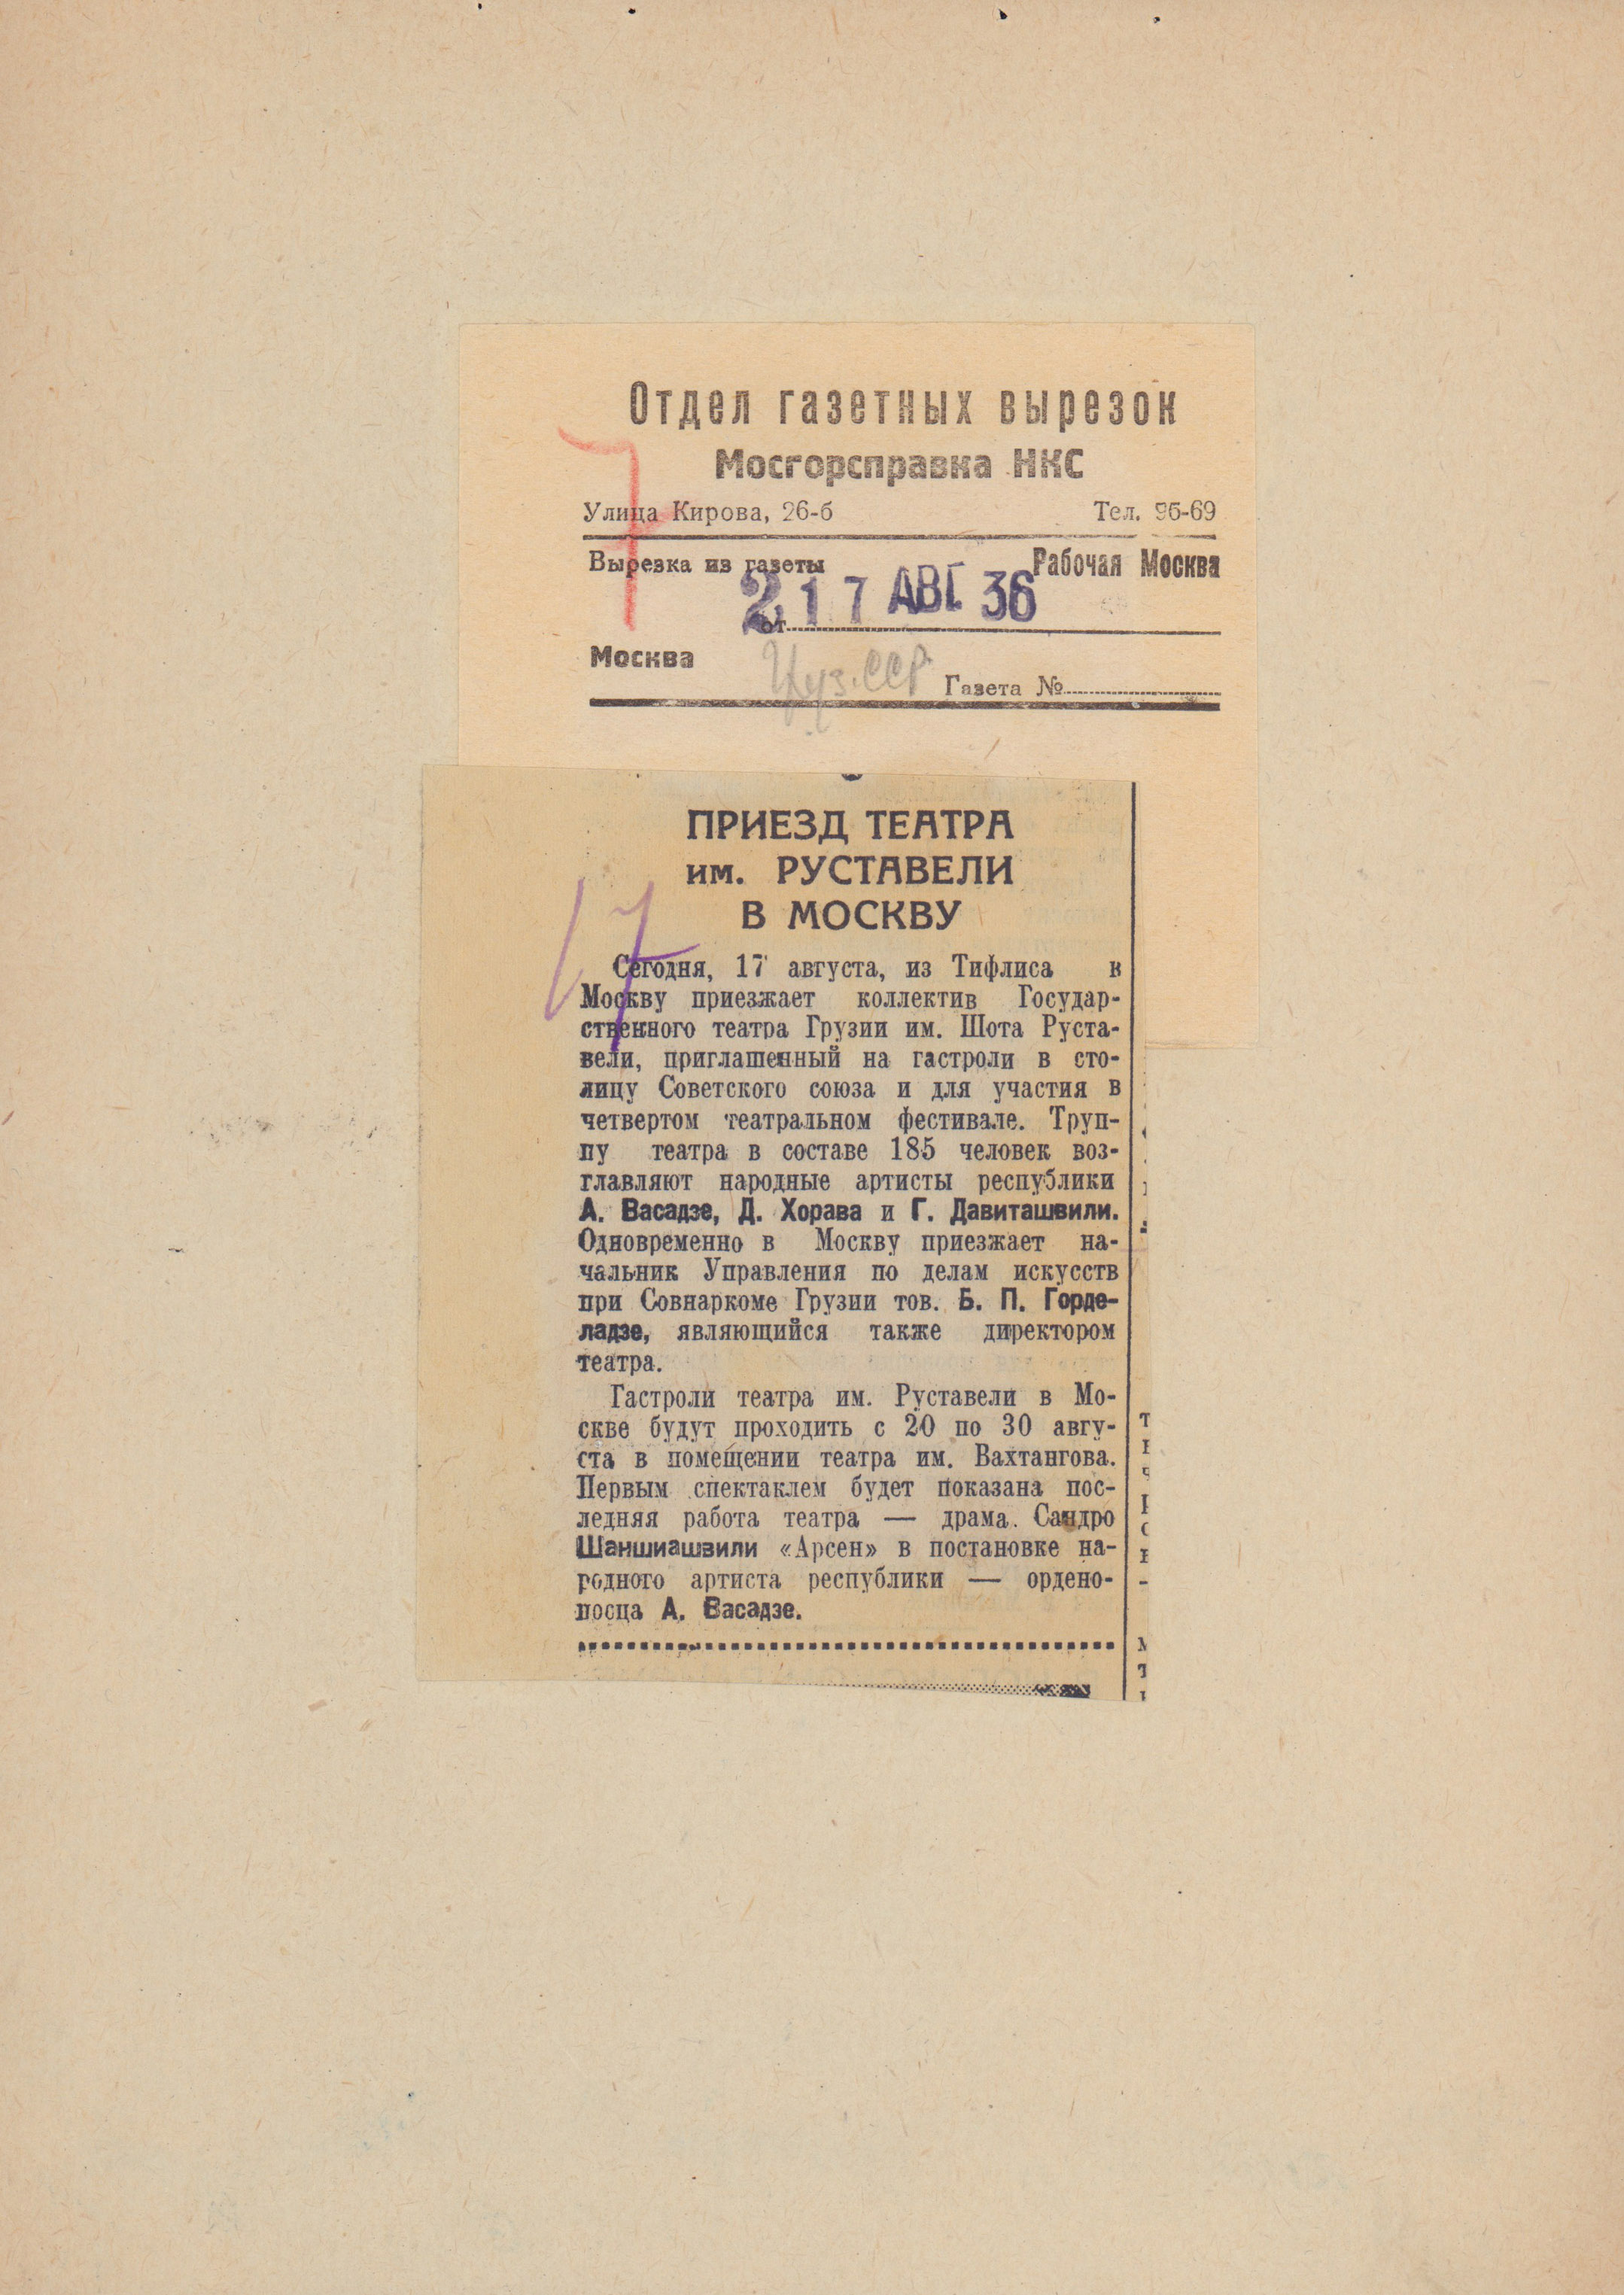 Отдел газетных вырезок
Мосгорсправка НКС
Улица Кирова, 26-б Тел. 96-69
Вырезка из газеты Рабочая Москва
от 17 АВГ 36
Москва Груз. ССР Газета №
7
ПРИЕЗД ТЕАТРА
им. РУСТАВЕЛИ
В МОСКВУ
17
Сегодня, 17 августа, из Тифлиса в
Москву приезжает коллектив Государ-
ственного театра Грузии им. Шота Руста-
вели, приглашенный на гастроли в сто-
лицу Советского союза и для участия в
четвертом театральном фестивале. Труп-
пу театра в составе 185 человек воз-
главляют народные артисты республики
А. Васадзе, Д. Хорава и Г. Давиташвили.
Одновременно в Москву приезжает на-
чальник Управления по делам искусств
при Совнаркоме Грузии тов. Б. П. Горде-
ладзе, являющийся также директором
театра.
Гастроли театра им. Руставели в Мо-
скве будут проходить с 20 по 30 авгу-
ста в помещении театра им. Вахтангова.
Первым спектаклем будет показана пос-
ледняя работа театра — драма Сандро
Шаншиашвили «Арсен» в постановке на-
родного артиста республики — ордено-
носца А. Васадзе.